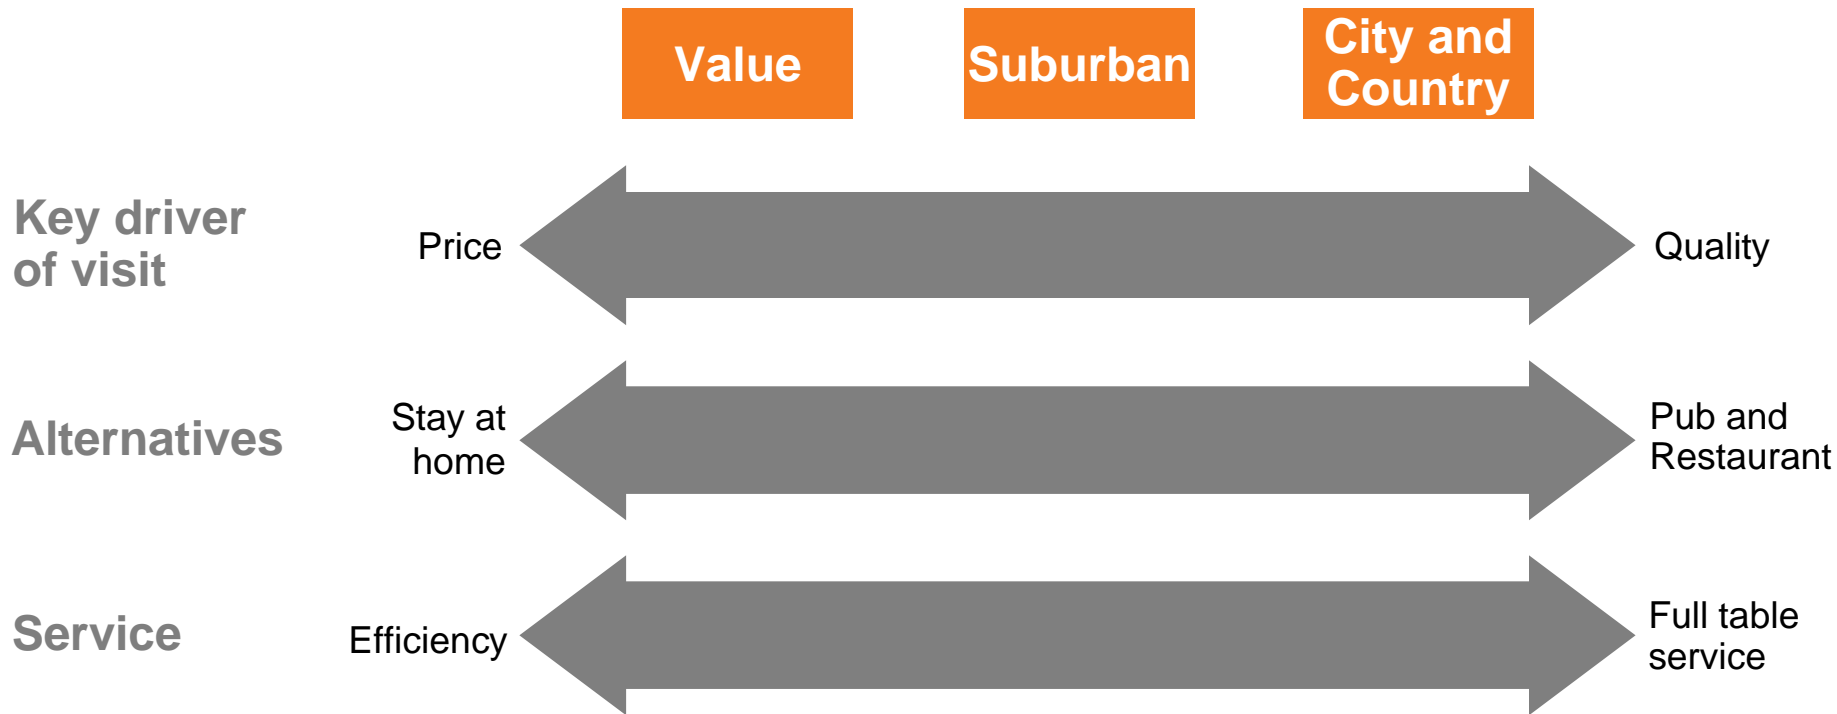 Value
Suburban
City and
Country
Key driver
of visit
Price
Quality
Alternatives
Stay at
home
Pub and
Restaurant
Service
Efficiency
Full table
service